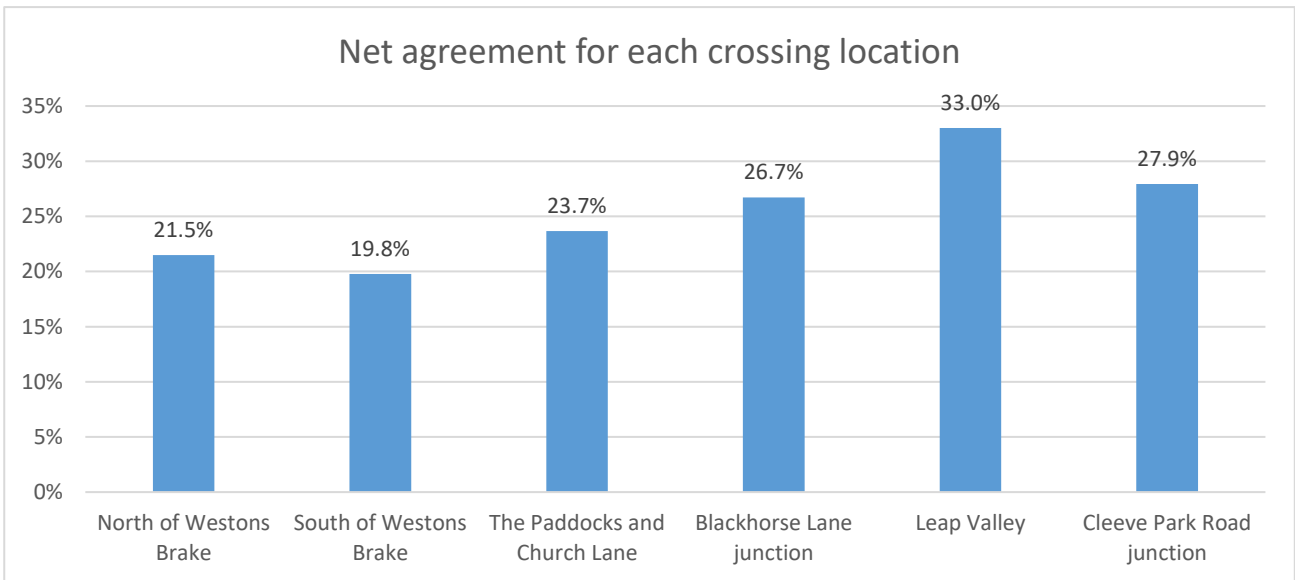 Net agreement for each crossing location
35%
30%
25%
20%
15%
10%
5%
0%
21.5%
19.8%
23.7%
26.7%
33.0%
27.9%
North of Westons
Brake
South of Westons
Brake
The Paddocks and
Church Lane
Blackhorse Lane
junction
Leap Valley
Cleeve Park Road
junction